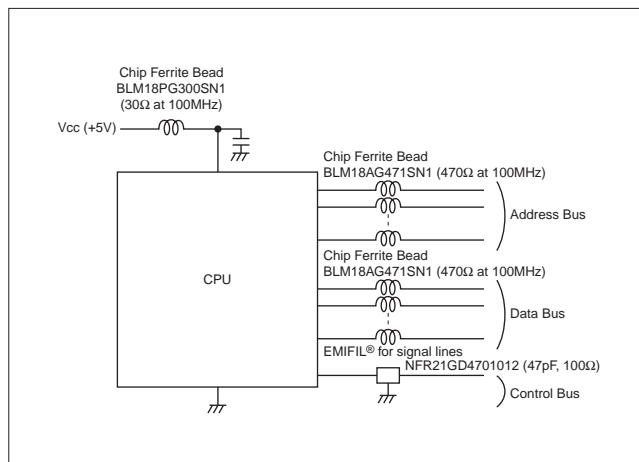 Chip Ferrite Bead
BLM18PG300SN1
(30Ω at 100MHz)
Vcc (+5V)
Chip Ferrite Bead
BLM18AG471SN1 (470Ω at 100MHz)
Address Bus
Chip Ferrite Bead
BLM18AG471SN1 (470Ω at 100MHz)
CPU
Data Bus
EMIFIL® for signal lines
NFR21GD4701012 (47pF, 100Ω)
Control Bus